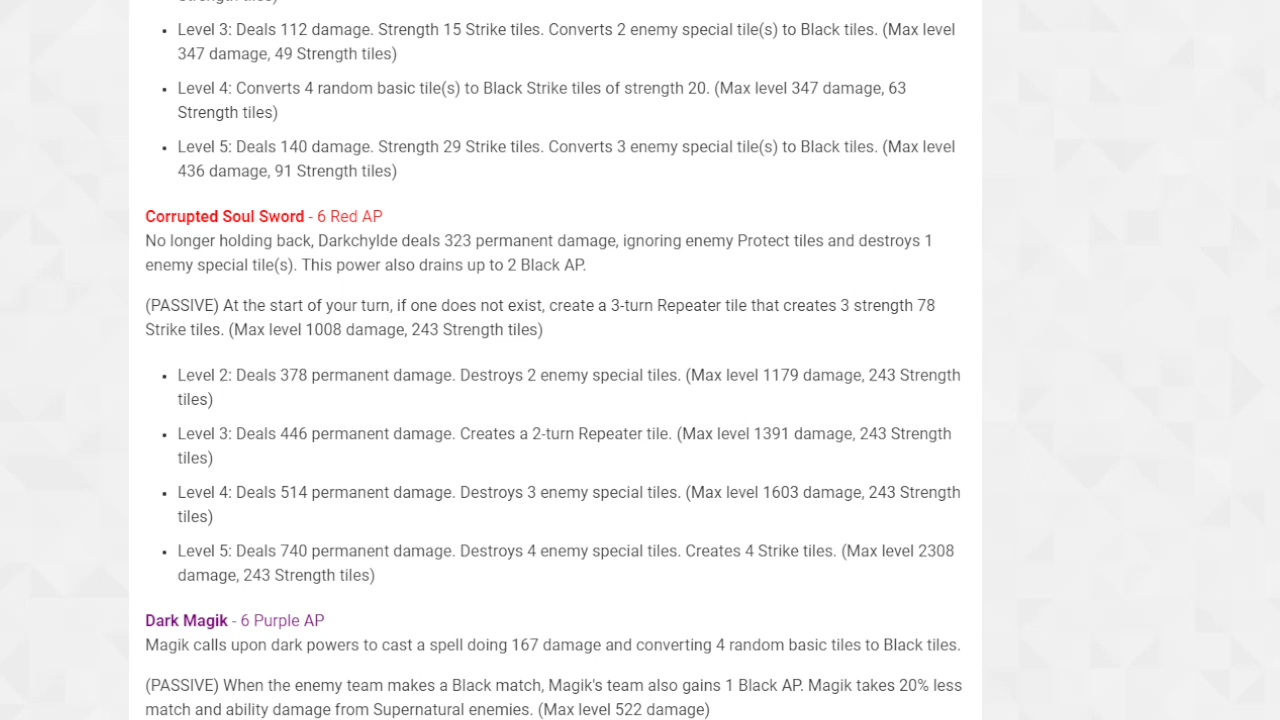 Level 3: Deals 112 damage. Strength 15 Strike tiles. Converts 2 enemy special tile(s) to Black tiles. (Max level
347 damage, 49 Strength tiles)
Level 4: Converts 4 random basic tile(s) to Black Strike tiles of strength 20. (Max level 347 damage, 63
Strength tiles)
Level 5: Deals 140 damage. Strength 29 Strike tiles. Converts 3 enemy special tile(s) to Black tiles. (Max level
436 damage, 91 Strength tiles)
Corrupted Soul Sword - 6 Red AP
No longer holding back, Darkchylde deals 323 permanent damage, ignoring enemy Protect tiles and destroys 1
enemy special tile(s). This power also drains up to 2 Black AP.
(PASSIVE) At the start of your turn, if one does not exist, create a 3-turn Repeater tile that creates 3 strength 78
Strike tiles. (Max level 1008 damage, 243 Strength tiles)
Level 2: Deals 378 permanent damage. Destroys 2 enemy special tiles. (Max level 1179 damage, 243 Strength
tiles)
Level 3: Deals 446 permanent damage. Creates a 2-turn Repeater tile. (Max level 1391 damage, 243 Strength
tiles)
Level 4: Deals 514 permanent damage. Destroys 3 enemy special tiles. (Max level 1603 damage, 243 Strength
tiles)
Level 5: Deals 740 permanent damage. Destroys 4 enemy special tiles. Creates 4 Strike tiles. (Max level 2308
damage, 243 Strength tiles)
Dark Magik - 6 Purple AP
Magik calls upon dark powers to cast a spell doing 167 damage and converting 4 random basic tiles to Black tiles.
(PASSIVE) When the enemy team makes a Black match, Magik's team also gains 1 Black AP. Magik takes 20% less
match and ability damage from Supernatural enemies. (Max level 522 damage)